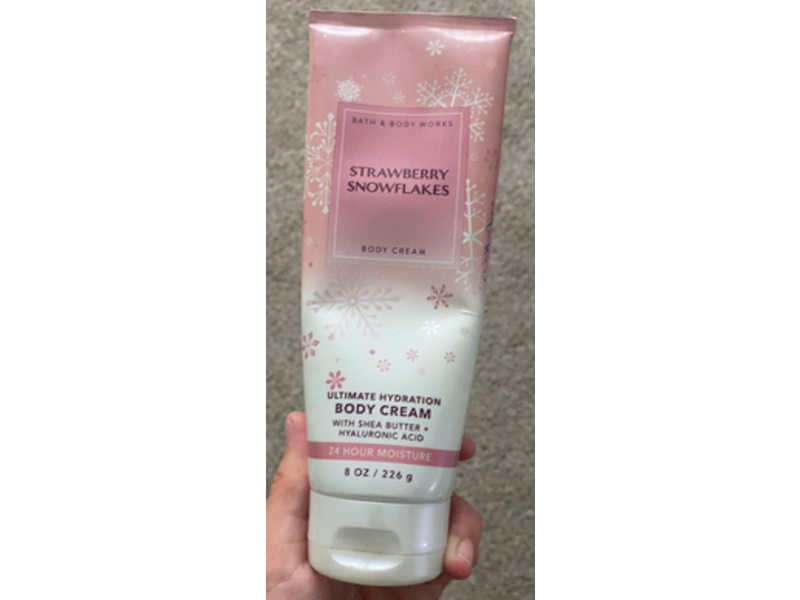 BATH & BODY WORKS
STRAWBERRY
SNOWFLAKES
BODY CREAM
ULTIMATE HYDRATION
BODY CREAM
WITH SHEA BUTTER +
HYALURONIC ACID
24 HOUR MOISTURE
8 OZ / 226 g